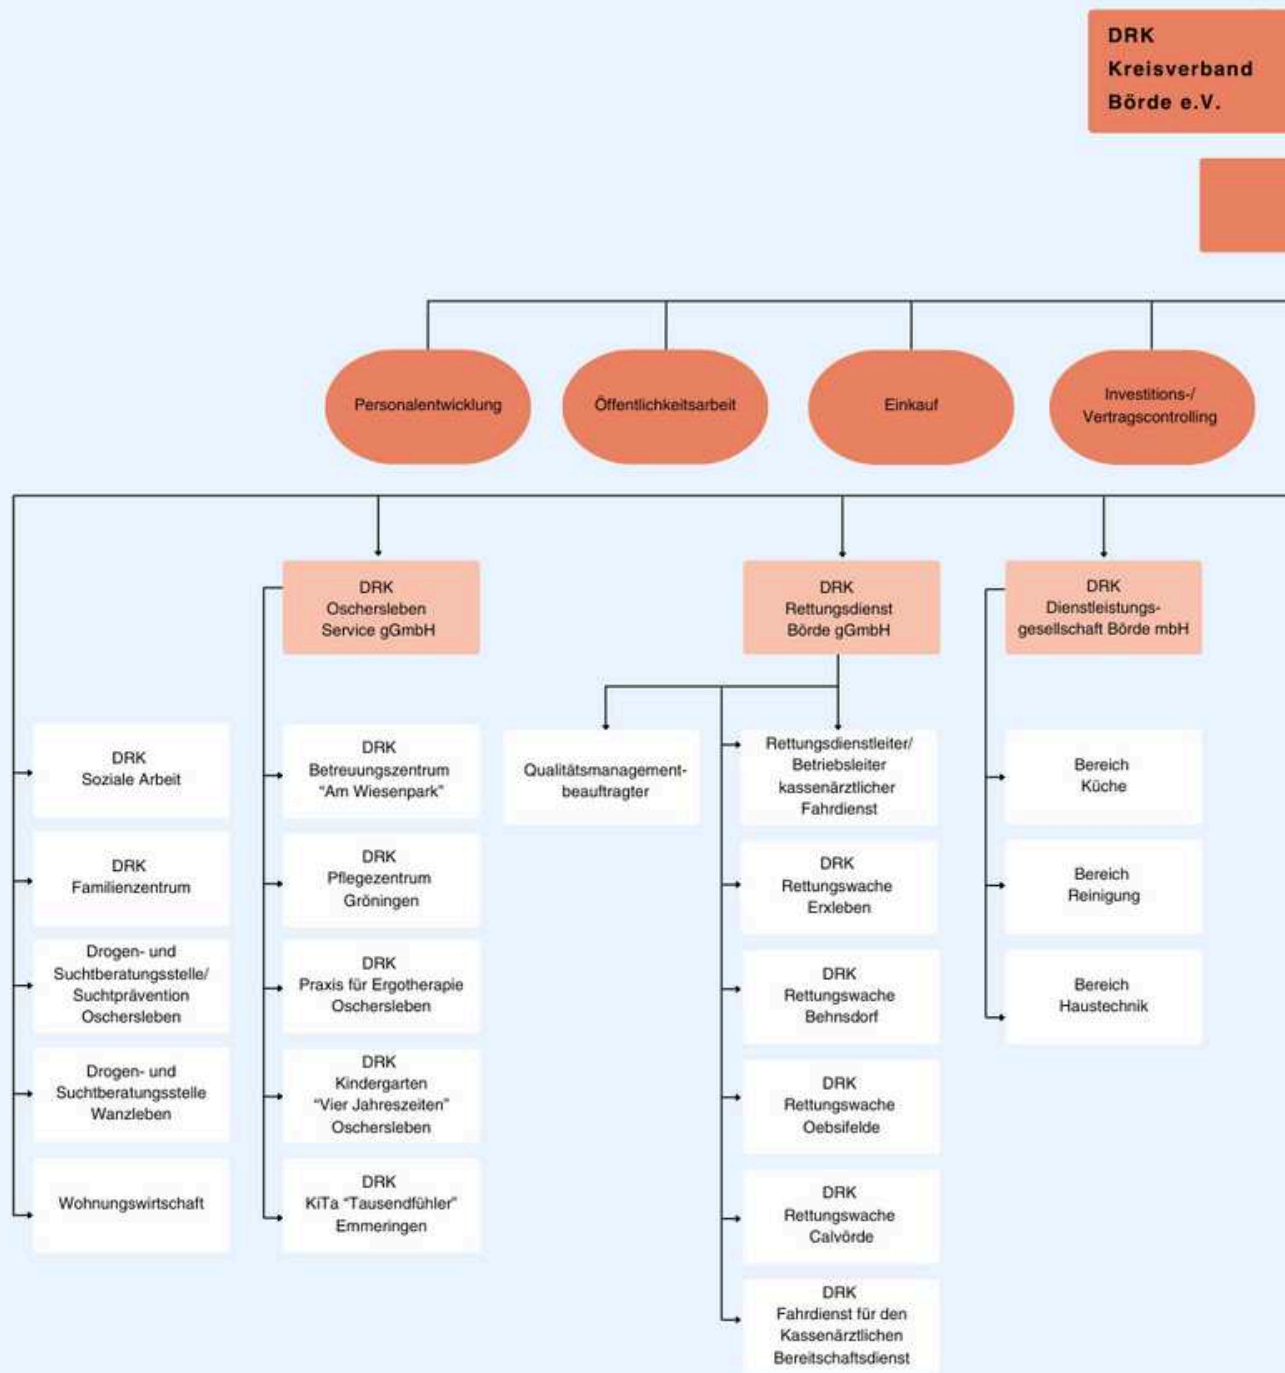 DRK
Kreisverband
Börde e.V.
Personalentwicklung
Öffentlichkeitsarbeit
Einkauf
Investitions-/
Vertragscontrolling
DRK
Oschersleben
Service gGmbH
DRK
Rettungsdienst
Börde gGmbH
DRK
Dienstleistungs-
gesellschaft Börde mbH
DRK
Soziale Arbeit
DRK
Familienzentrum
Drogen- und
Suchtberatungsstelle/
Suchtprävention
Oschersleben
Drogen- und
Suchtberatungsstelle
Wanzleben
Wohnungswirtschaft
DRK
Betreuungszentrum
“Am Wiesenpark”
DRK
Pflegezentrum
Gröningen
DRK
Praxis für Ergotherapie
Oschersleben
DRK
Kindergarten
“Vier Jahreszeiten”
Oschersleben
DRK
KiTa “Tausendfühler”
Emmeringen
Qualitätsmanagement-
beauftragter
Rettungsdienstleiter/
Betriebsleiter
kassenärztlicher
Fahrdienst
DRK
Rettungswache
Erxleben
DRK
Rettungswache
Behnsdorf
DRK
Rettungswache
Oebsifelde
DRK
Rettungswache
Calvörde
DRK
Fahrdienst für den
Kassenärztlichen
Bereitschaftsdienst
Bereich
Küche
Bereich
Reinigung
Bereich
Haustechnik